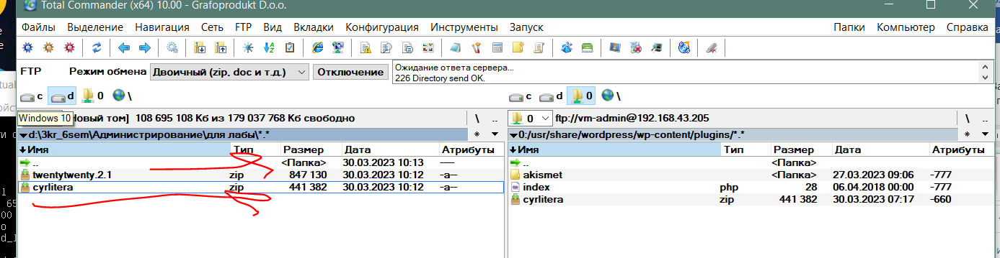 Total Commander (x64) 10.00 - Grafoprodukt D.o.o.
Файлы Выделение Навигация Сеть FTP Вид Вкладки Конфигурация Инструменты Запуск Папки Компьютер Справка
FTP Режим обмена Двоичный (zip, doc и т.д.) Отключение
Ожидание ответа сервера...
226 Directory send OK.
c d 0 \ c d 0 \
Windows 10 овый том] 108 695 108 Кб из 179 037 768 Кб свободно \ .. 0 ftp://vm-admin@192.168.43.205 \ ..
d:\3kr_6sem\Администрирование\для лабы\*.* * 0:/usr/share/wordpress/wp-content/plugins/*.* *
Имя Тип Размер Дата Атрибуты Имя Тип Размер Дата Атрибуты
.. <Папка> 30.03.2023 10:13 ---- .. <Папка>
twentytwenty.2.1 zip 847 130 30.03.2023 10:12 -a-- akismet <Папка> 27.03.2023 09:06 -777
cyrlitera zip 441 382 30.03.2023 10:12 -a-- index php 28 06.04.2018 00:00 -777
cyrlitera zip 441 382 30.03.2023 07:17 -660